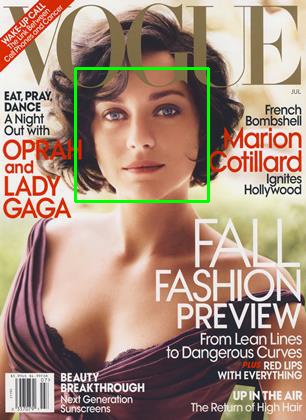 WAKE-UP CALL
The Link Between
Cell Phones and Cancer
VOGUE
JUL
EAT, PRAY,
DANCE
A Night
Out with
OPRAH
and
LADY
GAGA
French
Bombshell
Marion
Cotillard
Ignites
Hollywood
FALL
FASHION
PREVIEW
From Lean Lines
to Dangerous Curves
PLUS RED LIPS
WITH EVERYTHING
UP IN THE AIR
The Return of High Hair
BEAUTY
BREAKTHROUGH
Next Generation
Sunscreens